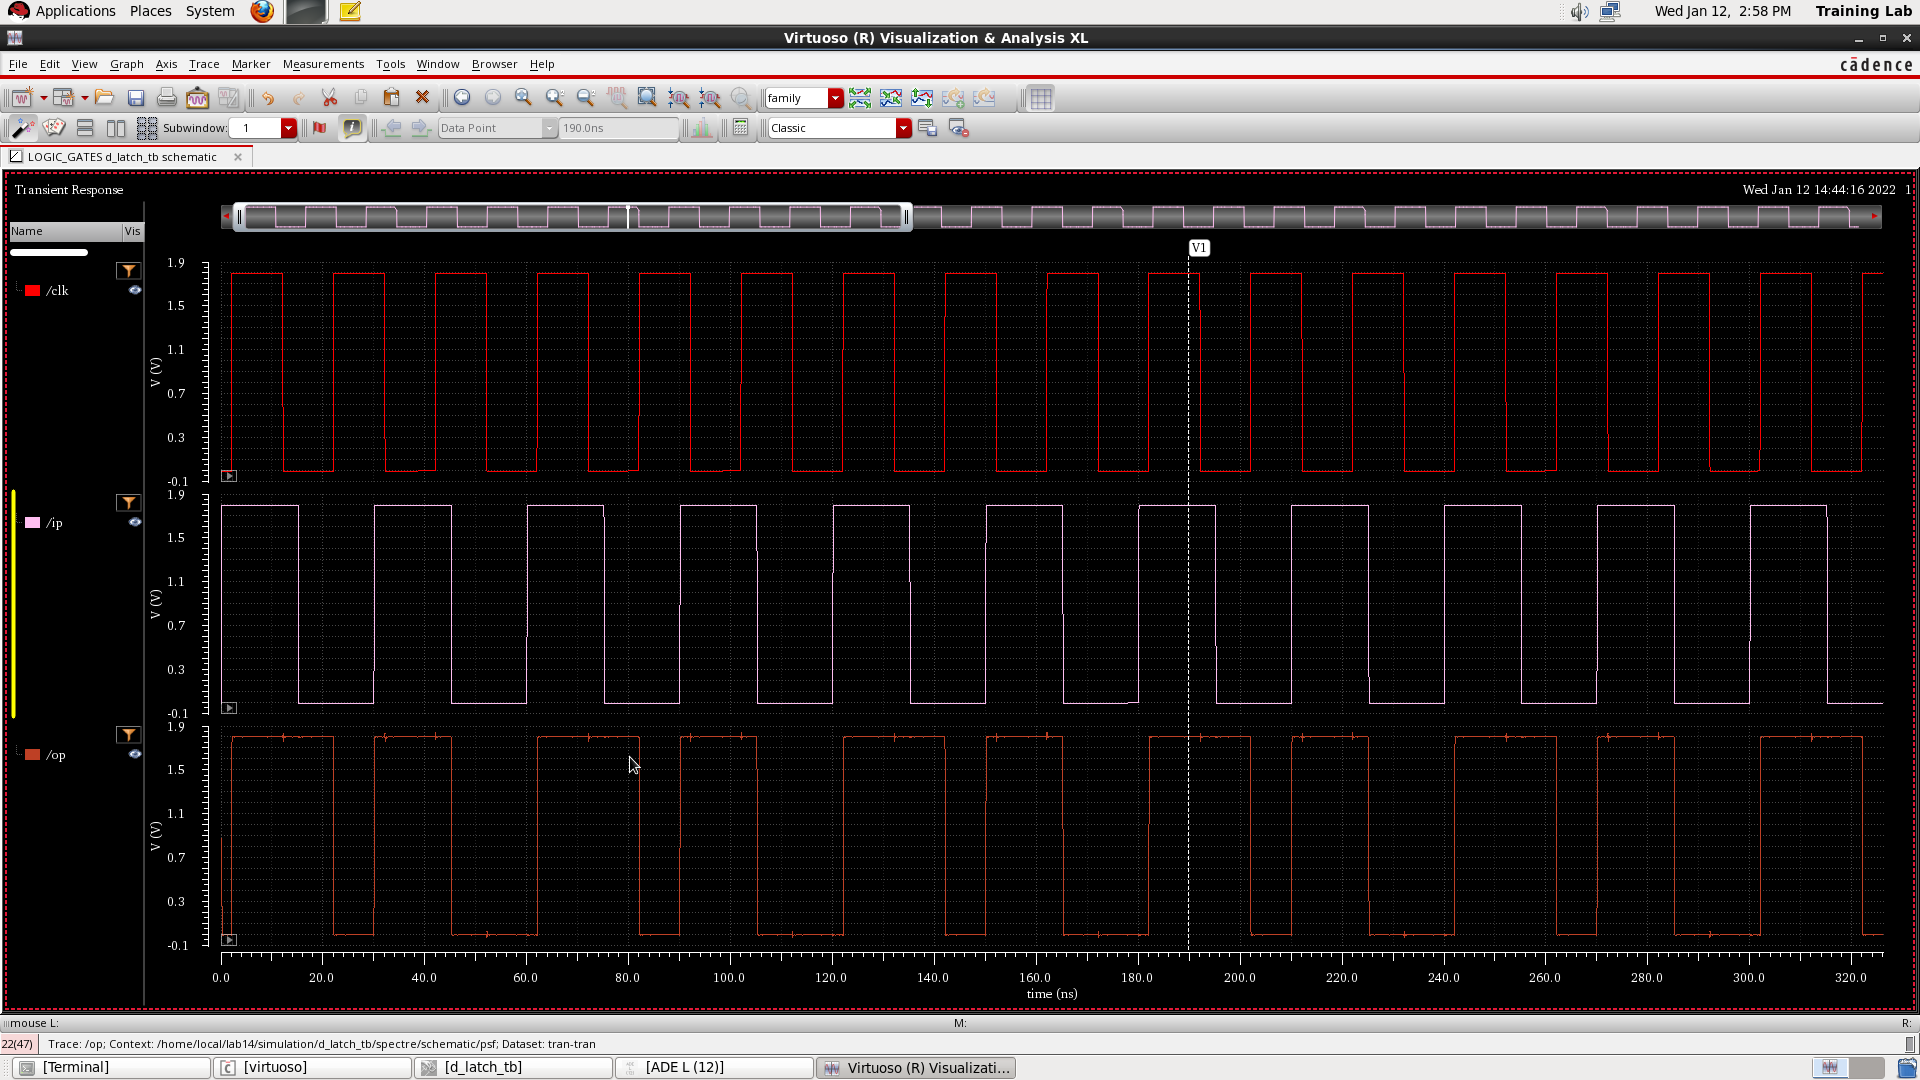 Applications Places System Wed Jan 12, 2:58 PM Training Lab
Virtuoso (R) Visualization & Analysis XL
File Edit View Graph Axis Trace Marker Measurements Tools Window Browser Help cādence
family
Subwindow: 1 Data Point 190.0ns Classic
LOGIC_GATES d_latch_tb schematic
Transient Response Wed Jan 12 14:44:16 2022 1
Name Vis
V1
1.9
/clk
1.5
1.1
V (V)
0.7
0.3
-0.1
1.9
/ip
1.5
1.1
V (V)
0.7
0.3
-0.1
1.9
/op
1.5
1.1
V (V)
0.7
0.3
-0.1
0.0 20.0 40.0 60.0 80.0 100.0 120.0 140.0 160.0 180.0 200.0 220.0 240.0 260.0 280.0 300.0 320.0
time (ns)
mouse L: M: R:
22(47) Trace: /op; Context: /home/local/lab14/simulation/d_latch_tb/spectre/schematic/psf; Dataset: tran-tran
[Terminal] [virtuoso] [d_latch_tb] [ADE L (12)] Virtuoso (R) Visualizati...